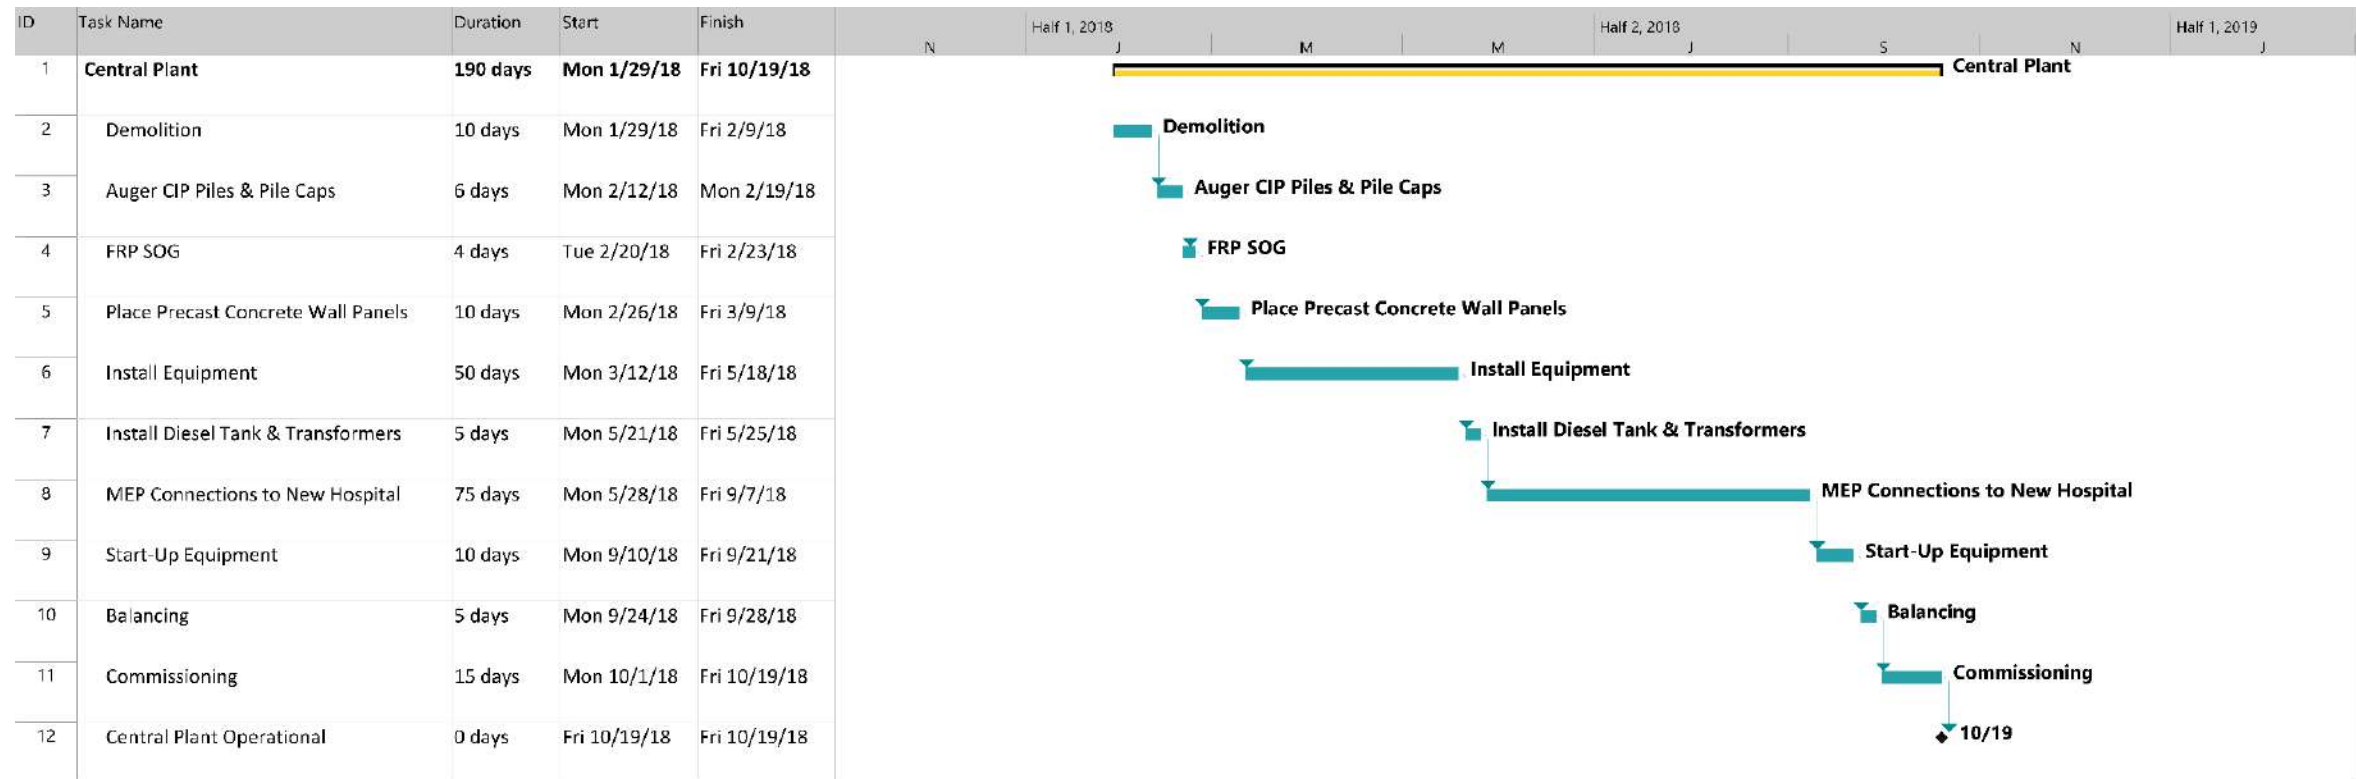 ID Task Name Duration Start Finish Half 1, 2018 Half 2, 2018 Half 1, 2019
N J M M J S N J
1 Central Plant 190 days Mon 1/29/18 Fri 10/19/18 Central Plant
2 Demolition 10 days Mon 1/29/18 Fri 2/9/18 Demolition
3 Auger CIP Piles & Pile Caps 6 days Mon 2/12/18 Mon 2/19/18 Auger CIP Piles & Pile Caps
4 FRP SOG 4 days Tue 2/20/18 Fri 2/23/18 FRP SOG
5 Place Precast Concrete Wall Panels 10 days Mon 2/26/18 Fri 3/9/18 Place Precast Concrete Wall Panels
6 Install Equipment 50 days Mon 3/12/18 Fri 5/18/18 Install Equipment
7 Install Diesel Tank & Transformers 5 days Mon 5/21/18 Fri 5/25/18 Install Diesel Tank & Transformers
8 MEP Connections to New Hospital 75 days Mon 5/28/18 Fri 9/7/18 MEP Connections to New Hospital
9 Start-Up Equipment 10 days Mon 9/10/18 Fri 9/21/18 Start-Up Equipment
10 Balancing 5 days Mon 9/24/18 Fri 9/28/18 Balancing
11 Commissioning 15 days Mon 10/1/18 Fri 10/19/18 Commissioning
12 Central Plant Operational 0 days Fri 10/19/18 Fri 10/19/18 10/19